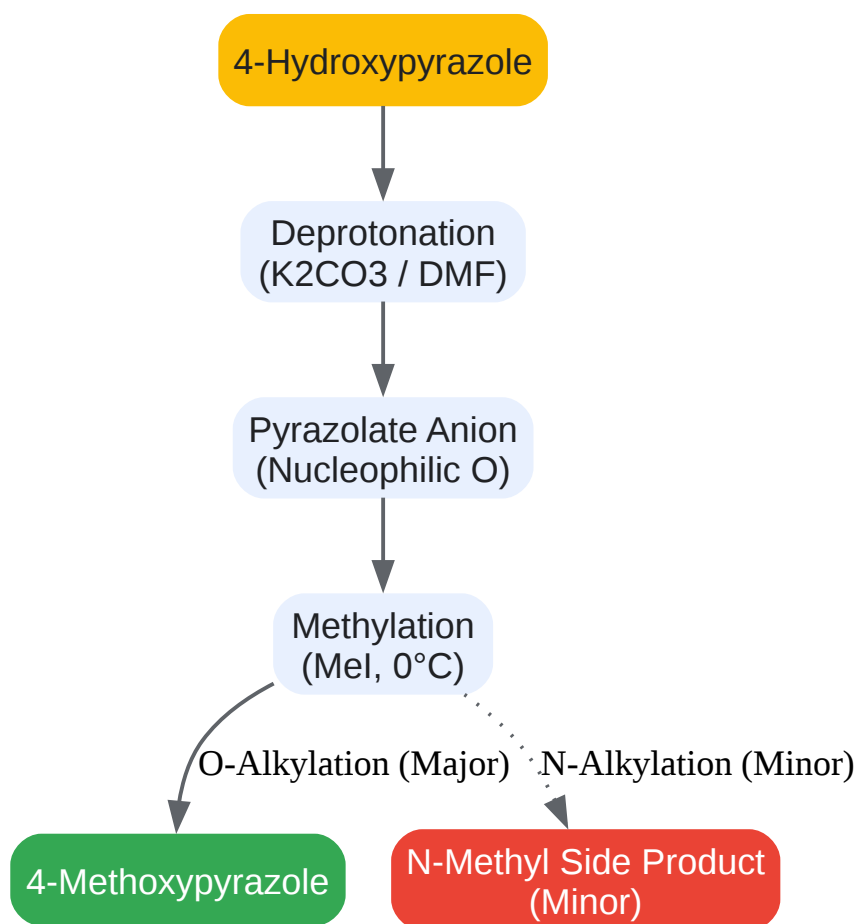 4-Hydroxypyrazole
Deprotonation
(K2CO3 / DMF)
Pyrazolate Anion
(Nucleophilic O)
Methylation
(MeI, 0°C)
O-Alkylation (Major)
N-Alkylation (Minor)
4-Methoxypyrazole
N-Methyl Side Product
(Minor)